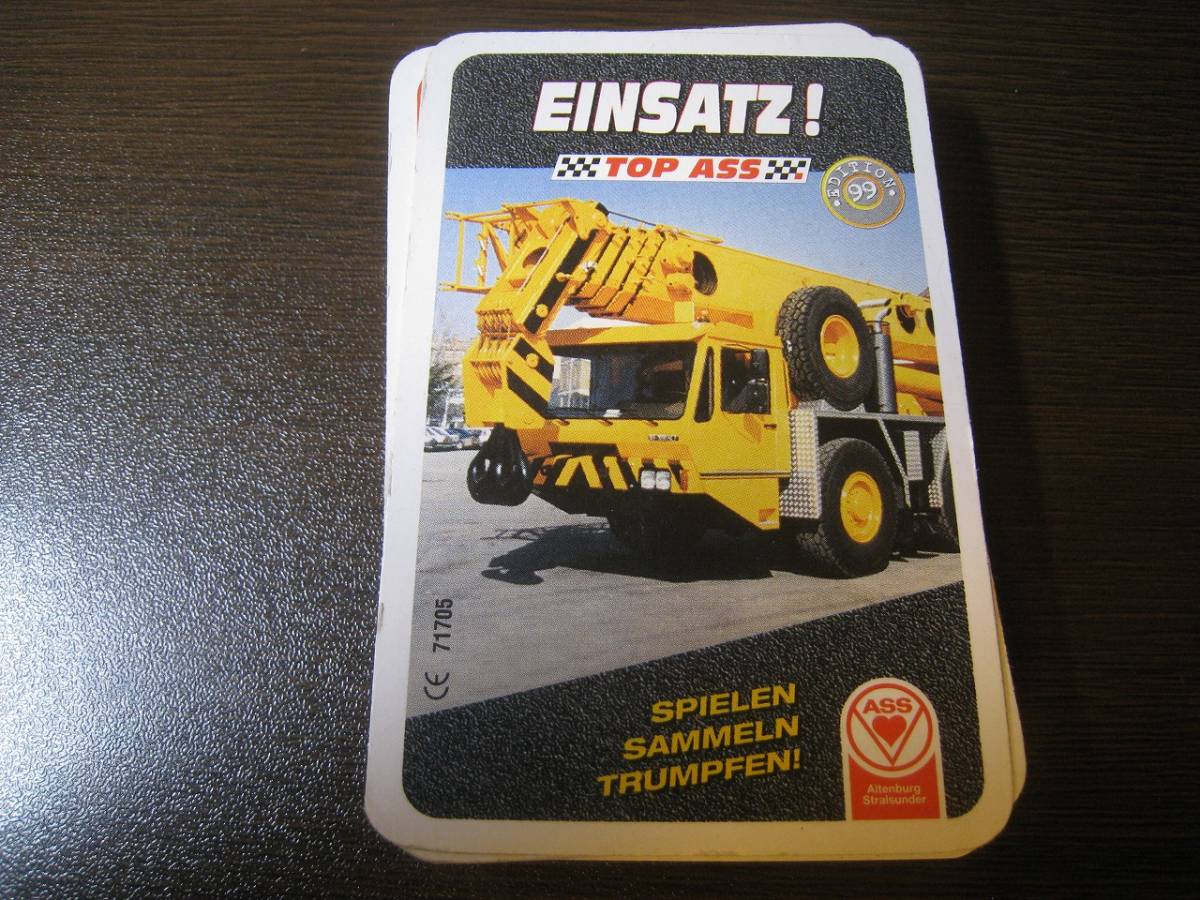 EINSATZ!
TOP ASS
EDITION
99
CE 71705
SPIELEN
SAMMELN
TRUMPFEN!
ASS
Altenburg
Stralsunder